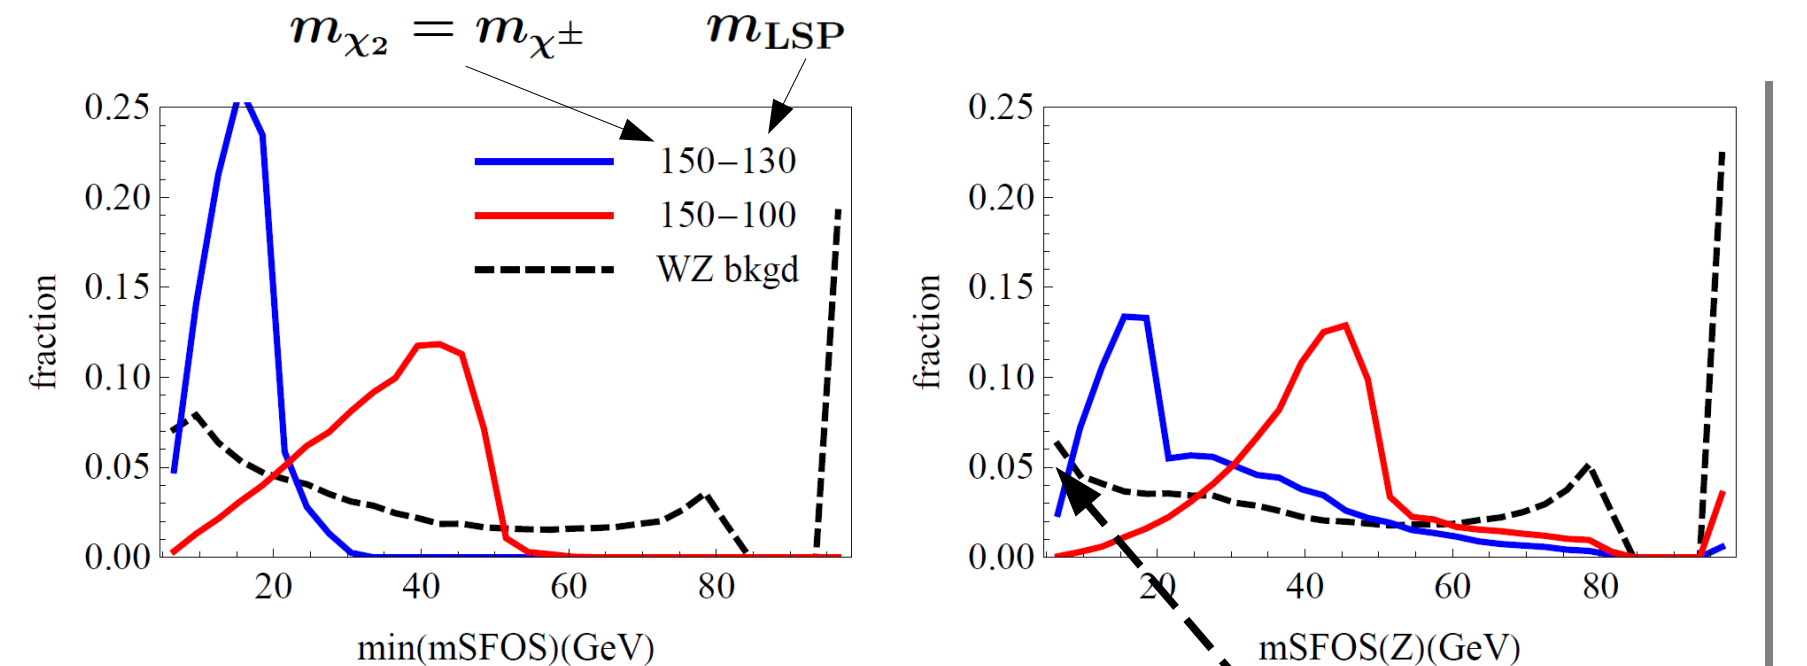 mχ2 = mχ± mLSP
0.25
0.20
0.15
0.10
0.05
0.00
fraction
150–130
150–100
WZ bkgd
20 40 60 80
min(mSFOS)(GeV)
0.25
0.20
0.15
0.10
0.05
0.00
fraction
20 40 60 80
mSFOS(Z)(GeV)